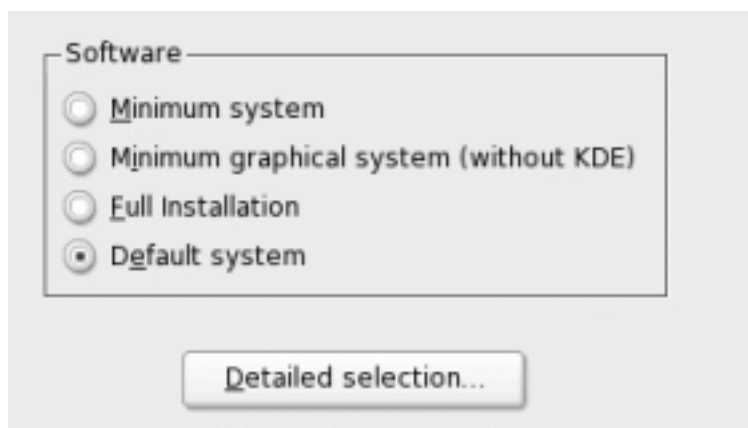 Software
Minimum system
Minimum graphical system (without KDE)
Full Installation
Default system
Detailed selection...